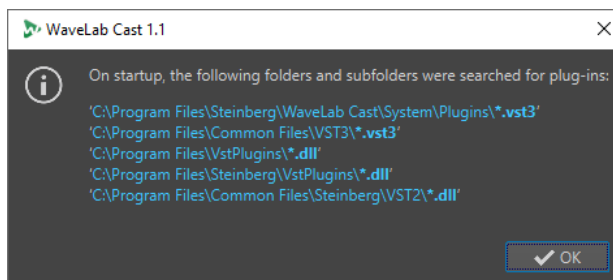 WaveLab Cast 1.1
On startup, the following folders and subfolders were searched for plug-ins:
'C:\Program Files\Steinberg\WaveLab Cast\System\Plugins\*.vst3'
'C:\Program Files\Common Files\VST3\*.vst3'
'C:\Program Files\VstPlugins\*.dll'
'C:\Program Files\Steinberg\VstPlugins\*.dll'
'C:\Program Files\Common Files\Steinberg\VST2\*.dll'
OK